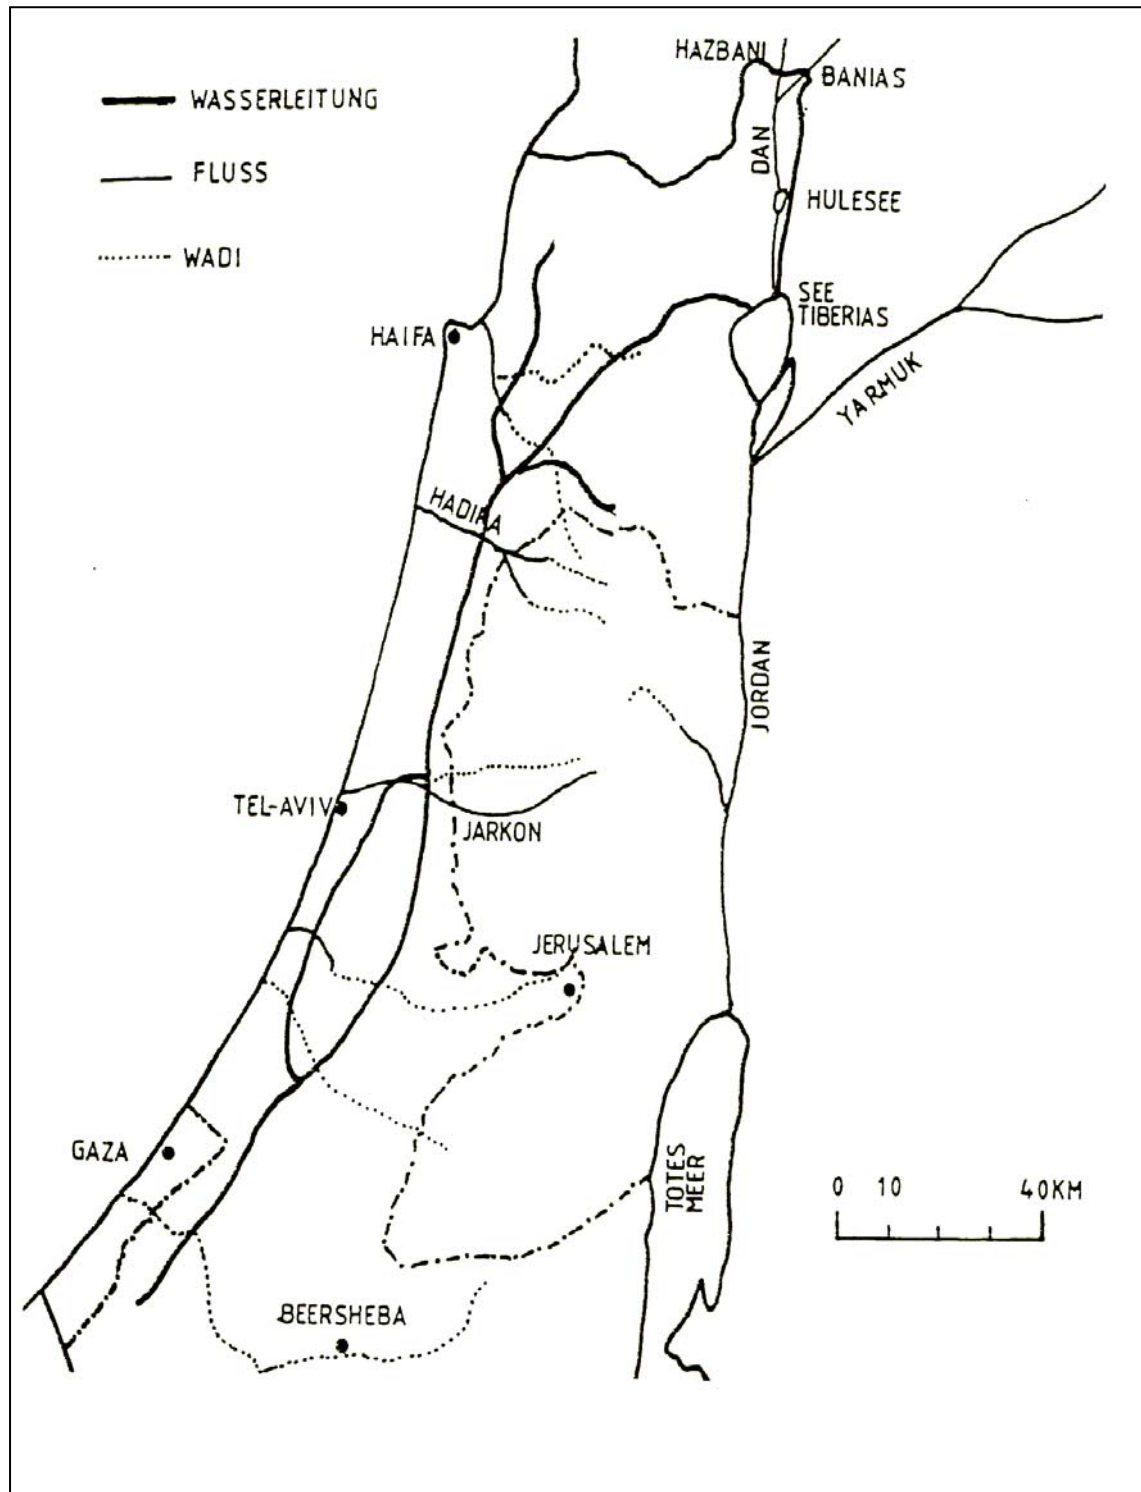 HAZBANI
BANIAS
WASSERLEITUNG
DAN
FLUSS
HULESEE
WADI
SEE
TIBERIAS
HAIFA
YARMUK
HADIRA
JORDAN
TEL-AVIV
JARKON
JERUSALEM
GAZA
TOTES
MEER
0 10 40KM
BEERSHEBA